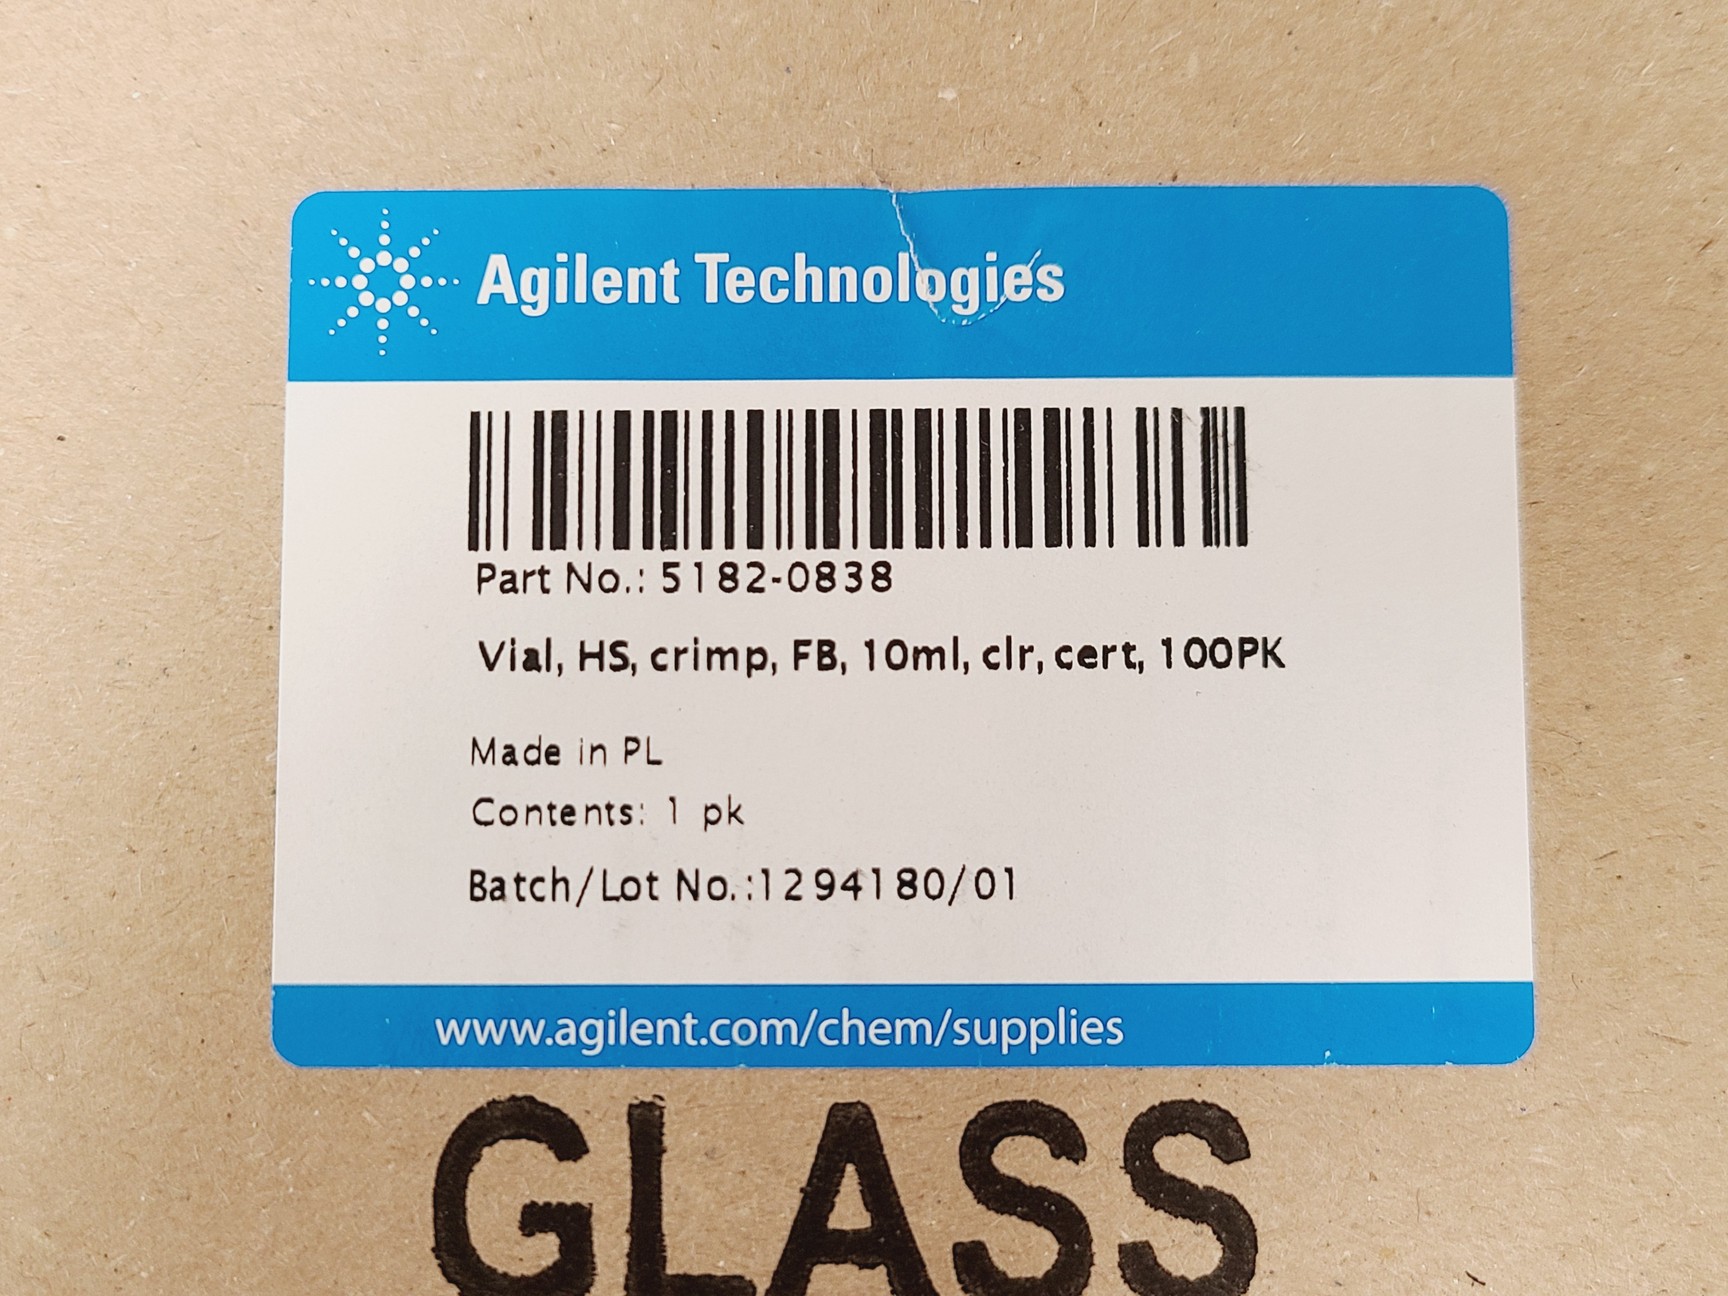 Agilent Technologies
Part No.: 5182-0838
Vial, HS, crimp, FB, 10ml, clr, cert, 100PK
Made in PL
Contents: 1 pk
Batch/Lot No.:1294180/01
www.agilent.com/chem/supplies
GLASS